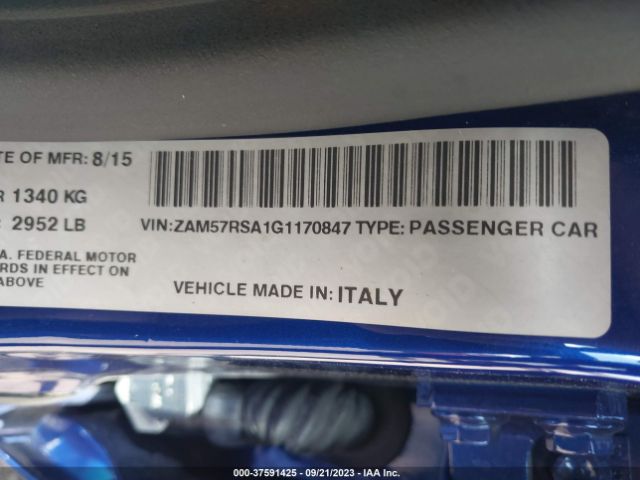 TE OF MFR: 8/15
R 1340 KG
: 2952 LB
VIN:ZAM57RSA1G1170847 TYPE: PASSENGER CAR
A. FEDERAL MOTOR
RDS IN EFFECT ON
ABOVE
VEHICLE MADE IN: ITALY
000-37591425 - 09/21/2023 - IAA Inc.